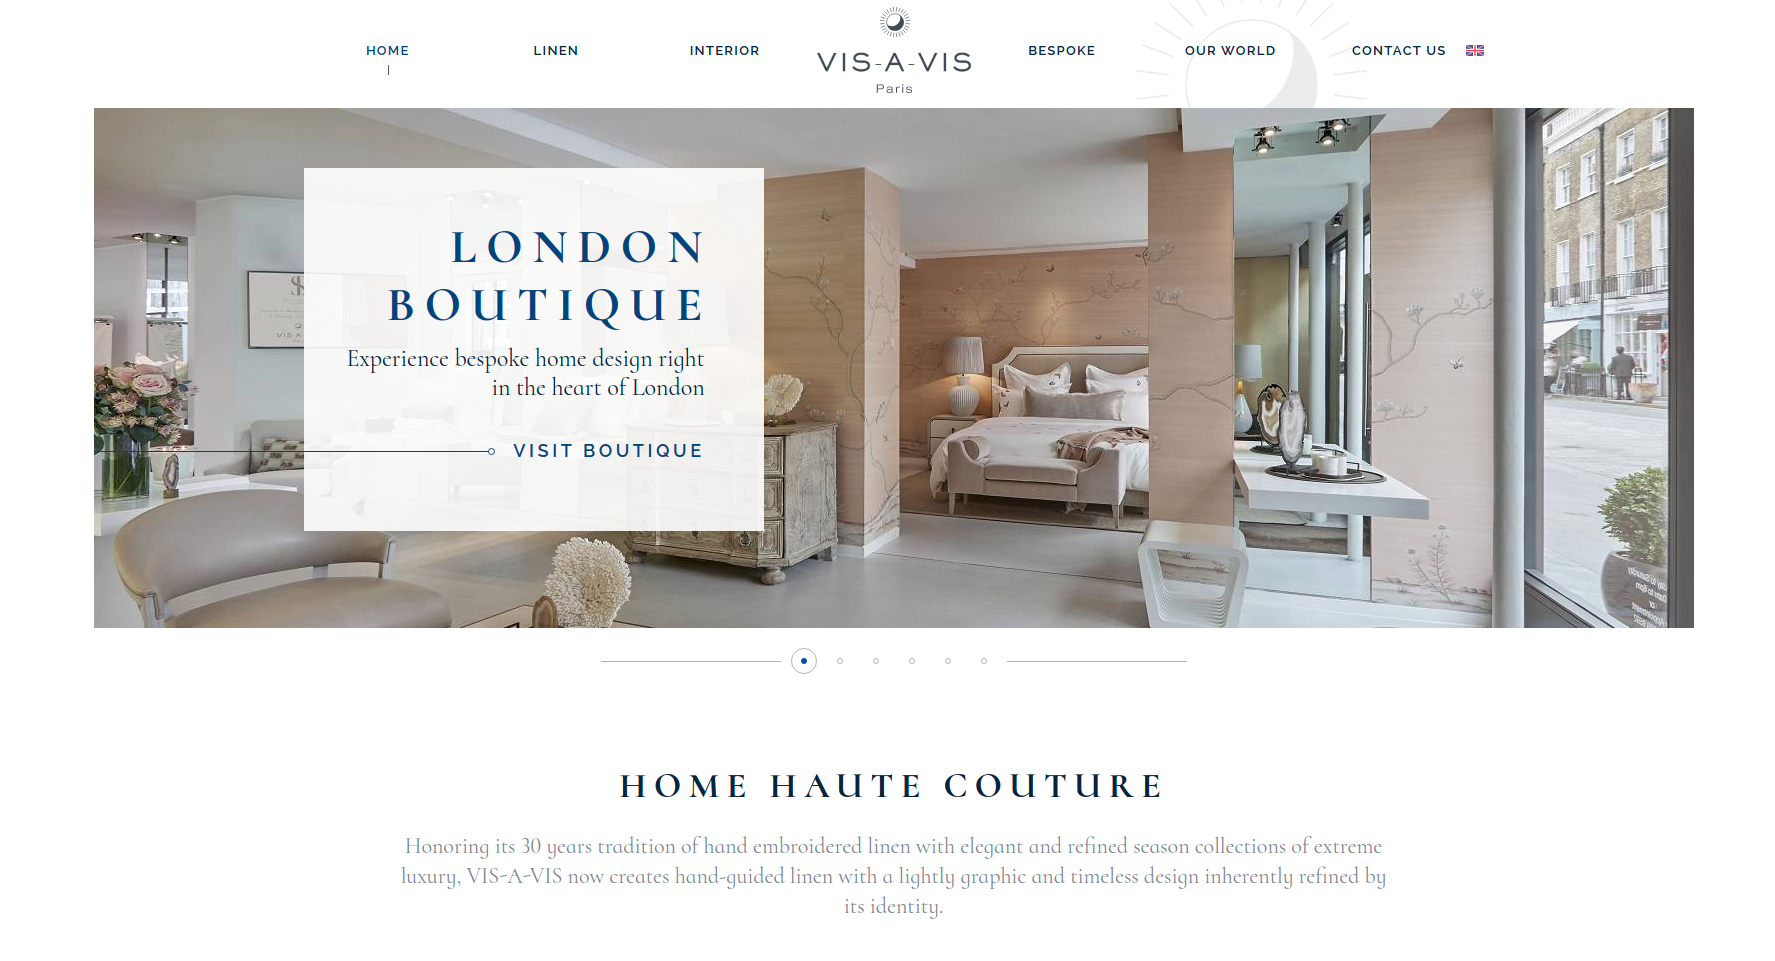 HOME
LINEN
INTERIOR
VIS-A-VIS
Paris
BESPOKE
OUR WORLD
CONTACT US
LONDON
BOUTIQUE
Experience bespoke home design right
in the heart of London
VISIT BOUTIQUE
HOME HAUTE COUTURE
Honoring its 30 years tradition of hand embroidered linen with elegant and refined season collections of extreme
luxury, VIS-A-VIS now creates hand-guided linen with a lightly graphic and timeless design inherently refined by
its identity.